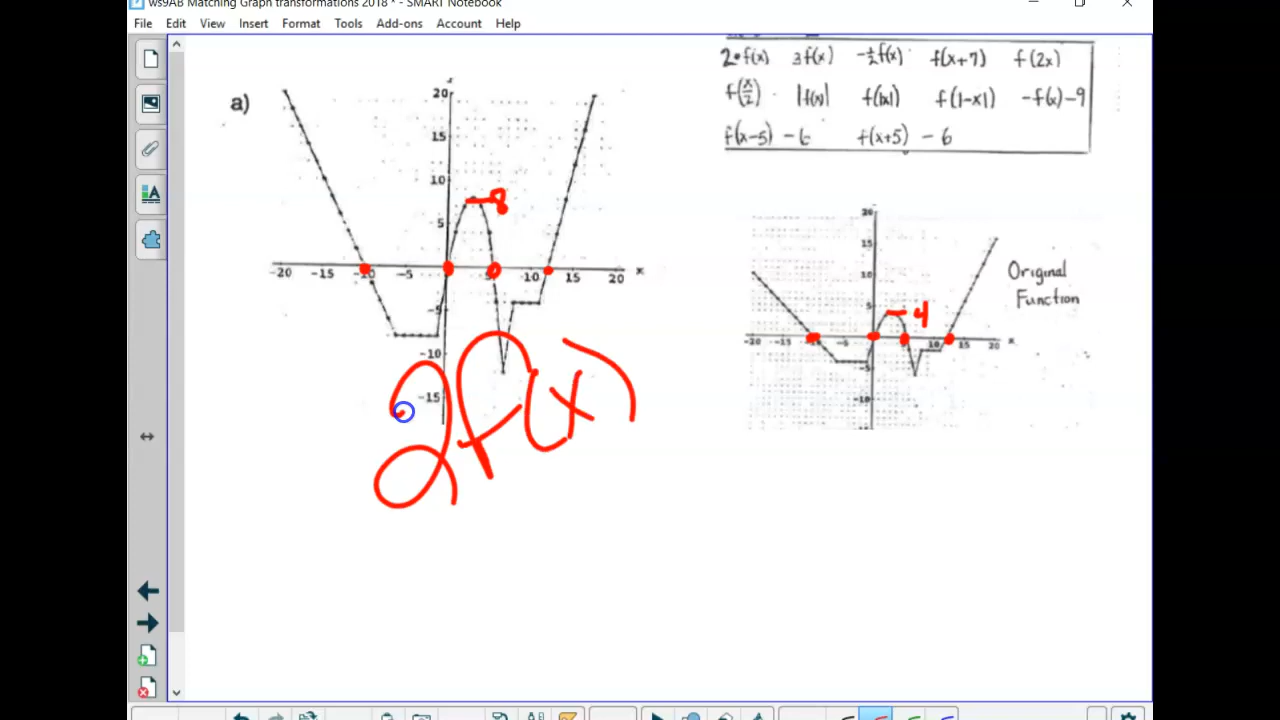 ws9AB Matching Graph transformations 2018 * - SMART Notebook
File Edit View Insert Format Tools Add-ons Account Help
2•f(x) 3f(x) -½f(x) f(x+7) f(2x)
f(x/2) |f(x)| f(|x|) f(1-x1) -f(x)-9
f(x-5) - 6 f(x+5) - 6
a)
20
15
10
5
-20 -15 -20 -5 10 15 20 x
-5
-10
-15
8
2f(x)
20
15
10
5
-20 -15 -5 10 15 20 x
-5
-10
4
Original
Function